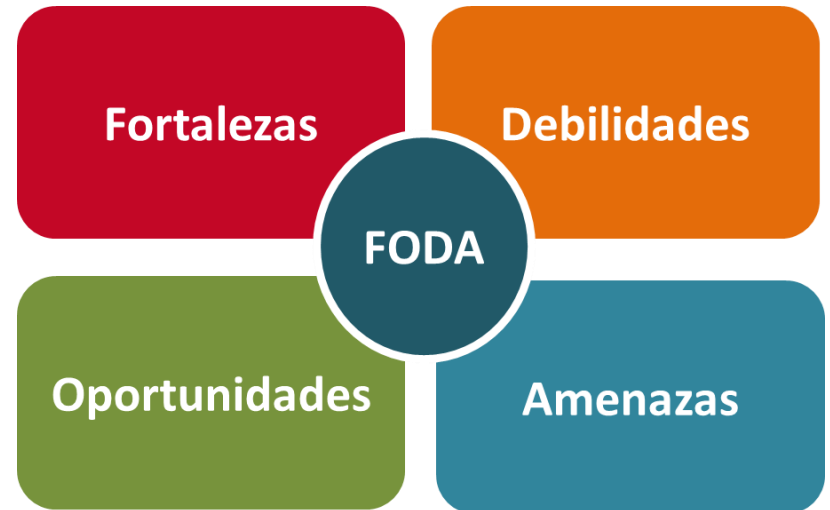 Fortalezas
Debilidades
FODA
Oportunidades
Amenazas